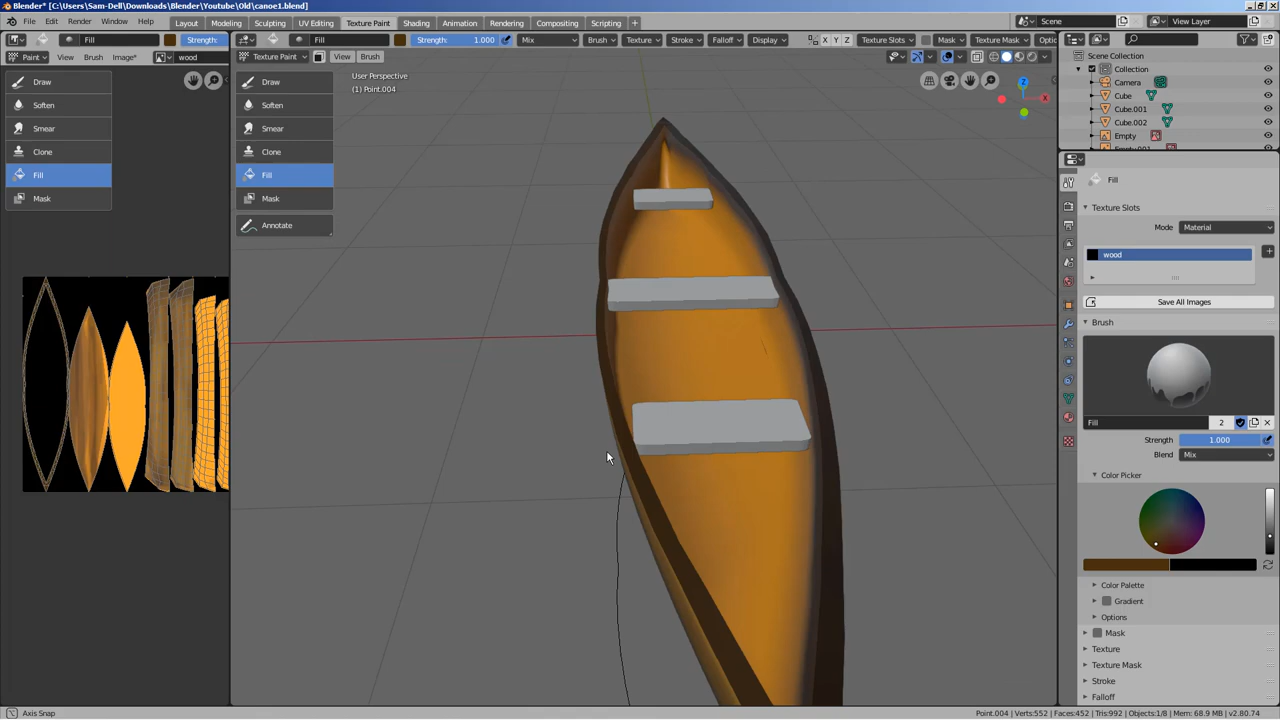 Blender* [C:\Users\Sam-Dell\Downloads\Blender\Youtube\Old\canoe1.blend]
File Edit Render Window Help Layout Modeling Sculpting UV Editing Texture Paint Shading Animation Rendering Compositing Scripting + Scene View Layer
Fill Strength: Fill Strength: 1.000 Mix Brush Texture Stroke Falloff Display X Y Z Texture Slots Mask Texture Mask Optic
Paint View Brush Image* wood Texture Paint View Brush
User Perspective
(1) Point.004
Draw
Soften
Smear
Clone
Fill
Mask
Draw
Soften
Smear
Clone
Fill
Mask
Annotate
Z
X
Scene Collection
Collection
Camera
Cube
Cube.001
Cube.002
Empty
Fill
Texture Slots
Mode Material
wood
Save All Images
Brush
Fill 2
Strength 1.000
Blend Mix
Color Picker
Color Palette
Gradient
Options
Mask
Texture
Texture Mask
Stroke
Falloff
Axis Snap
Point.004 | Verts:552 | Faces:452 | Tris:992 | Objects:1/8 | Mem: 68.9 MB | v2.80.74